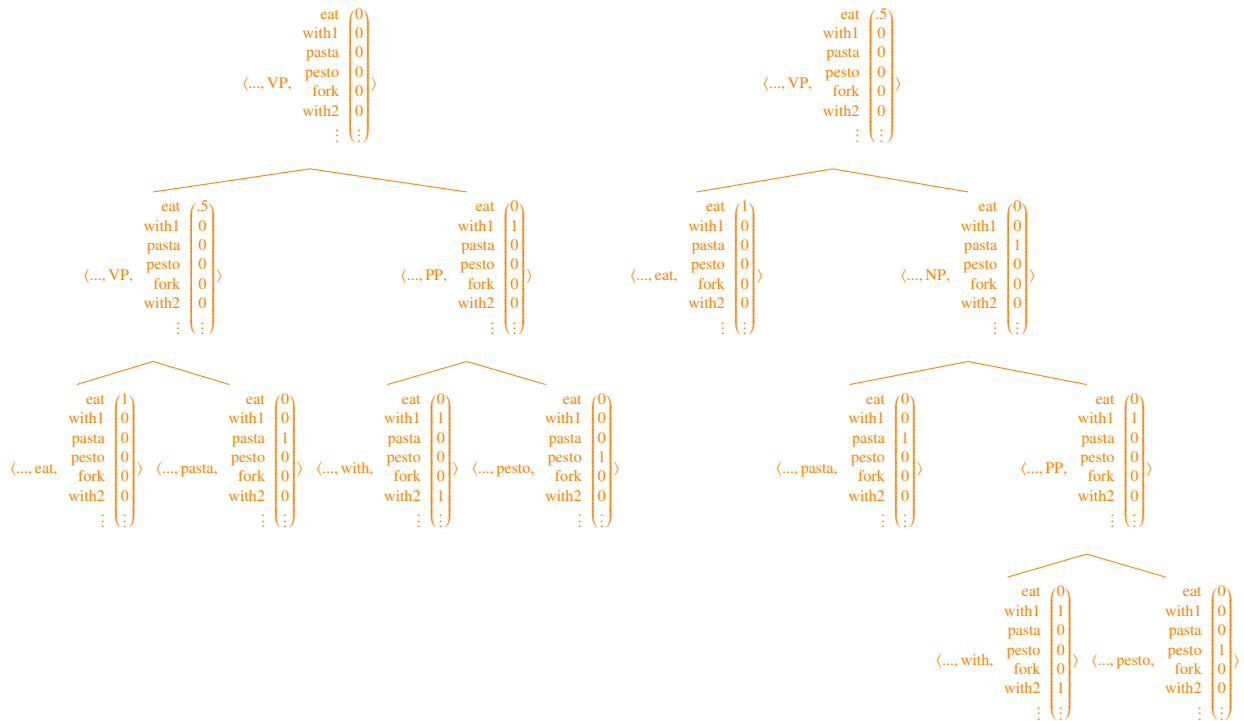 eat 0 eat .5
with1 0 with1 0
pasta 0 pasta 0
pesto 0 pesto 0
⟨..., VP, fork 0 ⟩ ⟨..., VP, fork 0 ⟩
with2 0 with2 0
⋮ ⋮ ⋮ ⋮
eat .5 eat 0 eat 1 eat 0
with1 0 with1 1 with1 0 with1 0
pasta 0 pasta 0 pasta 0 pasta 1
pesto 0 pesto 0 pesto 0 pesto 0
⟨..., VP, fork 0 ⟩ ⟨..., PP, fork 0 ⟩ ⟨..., eat, fork 0 ⟩ ⟨..., NP, fork 0 ⟩
with2 0 with2 0 with2 0 with2 0
⋮ ⋮ ⋮ ⋮ ⋮ ⋮ ⋮ ⋮
eat 1 eat 0 eat 0 eat 0 eat 0 eat 0
with1 0 with1 0 with1 1 with1 0 with1 0 with1 1
pasta 0 pasta 1 pasta 0 pasta 0 pasta 1 pasta 0
pesto 0 pesto 0 pesto 0 pesto 1 pesto 0 pesto 0
⟨..., eat, fork 0 ⟩ ⟨..., pasta, fork 0 ⟩ ⟨..., with, fork 0 ⟩ ⟨..., pesto, fork 0 ⟩ ⟨..., pasta, fork 0 ⟩ ⟨..., PP, fork 0 ⟩
with2 0 with2 0 with2 1 with2 0 with2 0 with2 0
⋮ ⋮ ⋮ ⋮ ⋮ ⋮ ⋮ ⋮ ⋮ ⋮ ⋮ ⋮
eat 0 eat 0
with1 1 with1 0
pasta 0 pasta 0
pesto 0 pesto 1
⟨..., with, fork 0 ⟩ ⟨..., pesto, fork 0 ⟩
with2 1 with2 0
⋮ ⋮ ⋮ ⋮